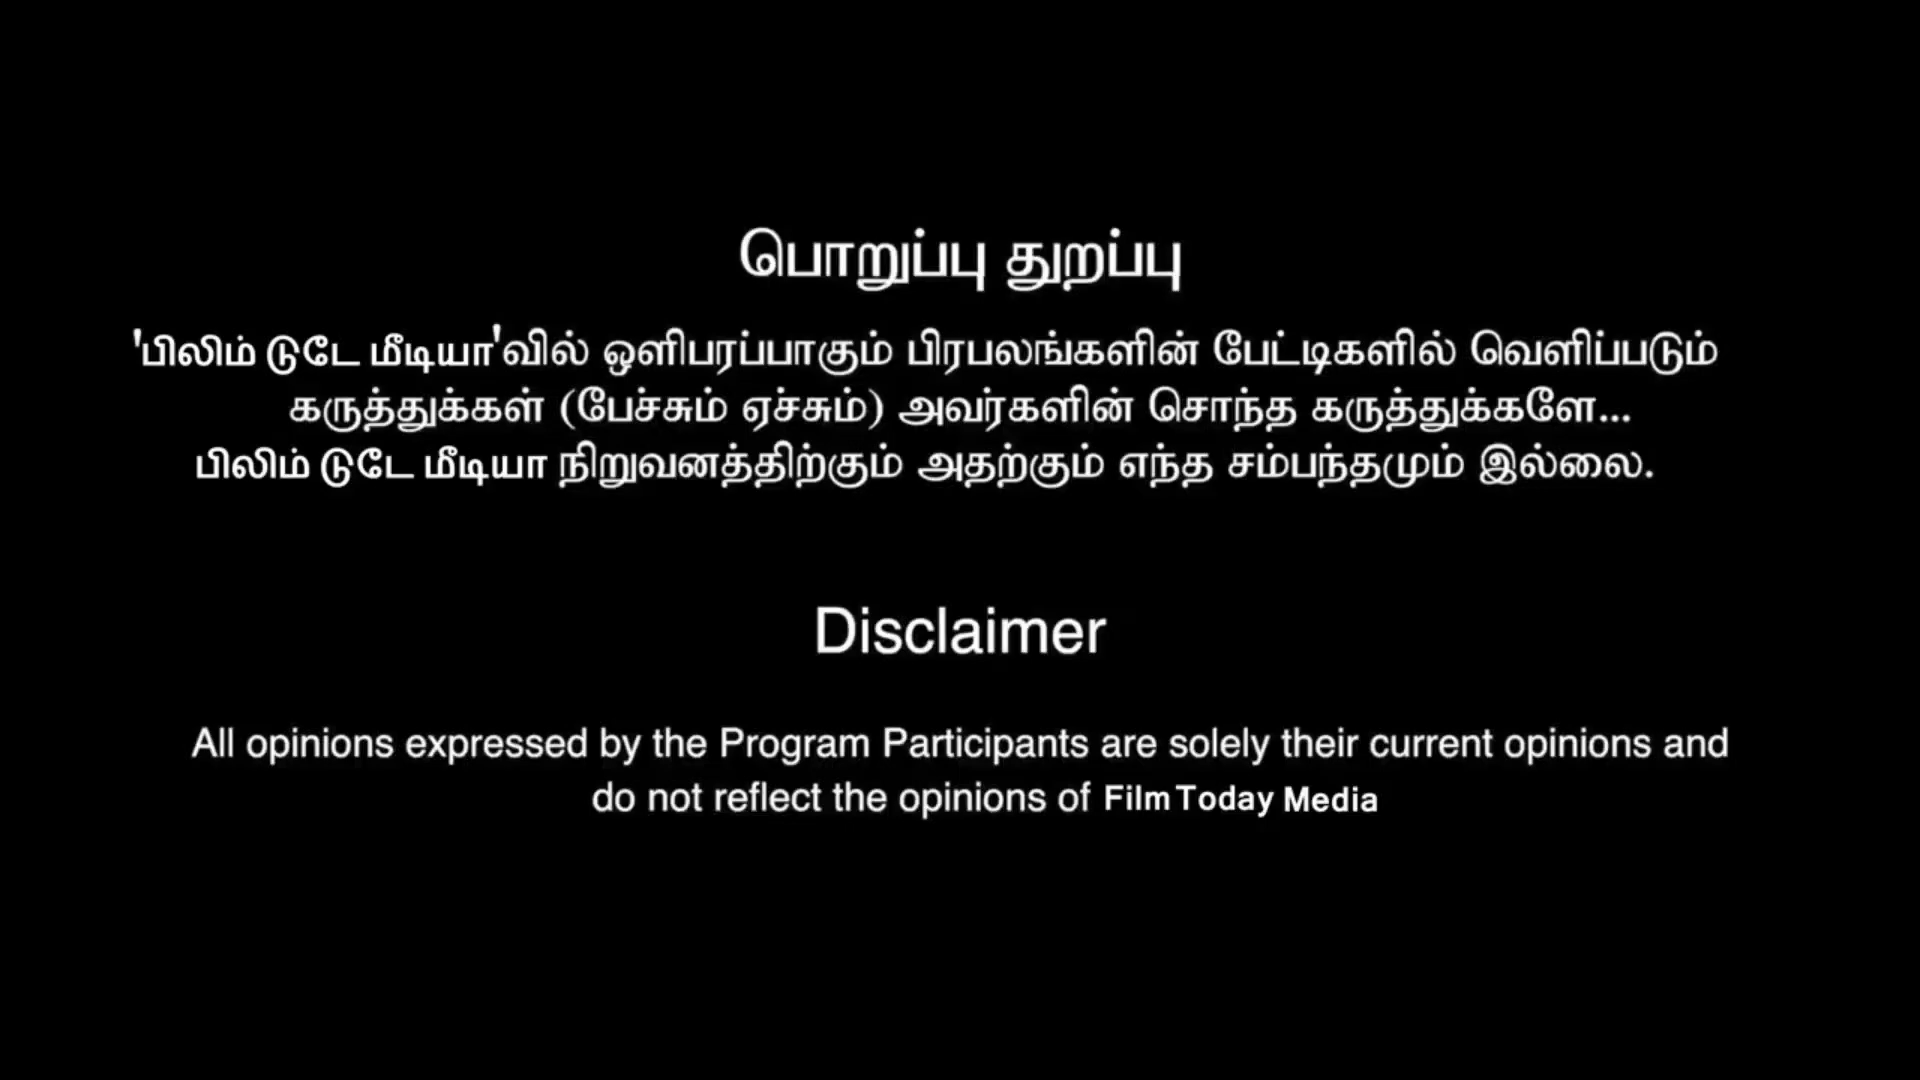 பொறுப்பு துறப்பு
'பிலிம் டுடே மீடியா'வில் ஒளிபரப்பாகும் பிரபலங்களின் பேட்டிகளில் வெளிப்படும்
கருத்துக்கள் (பேச்சும் ஏச்சும்) அவர்களின் சொந்த கருத்துக்களே...
பிலிம் டுடே மீடியா நிறுவனத்திற்கும் அதற்கும் எந்த சம்பந்தமும் இல்லை.
Disclaimer
All opinions expressed by the Program Participants are solely their current opinions and
do not reflect the opinions of Film Today Media